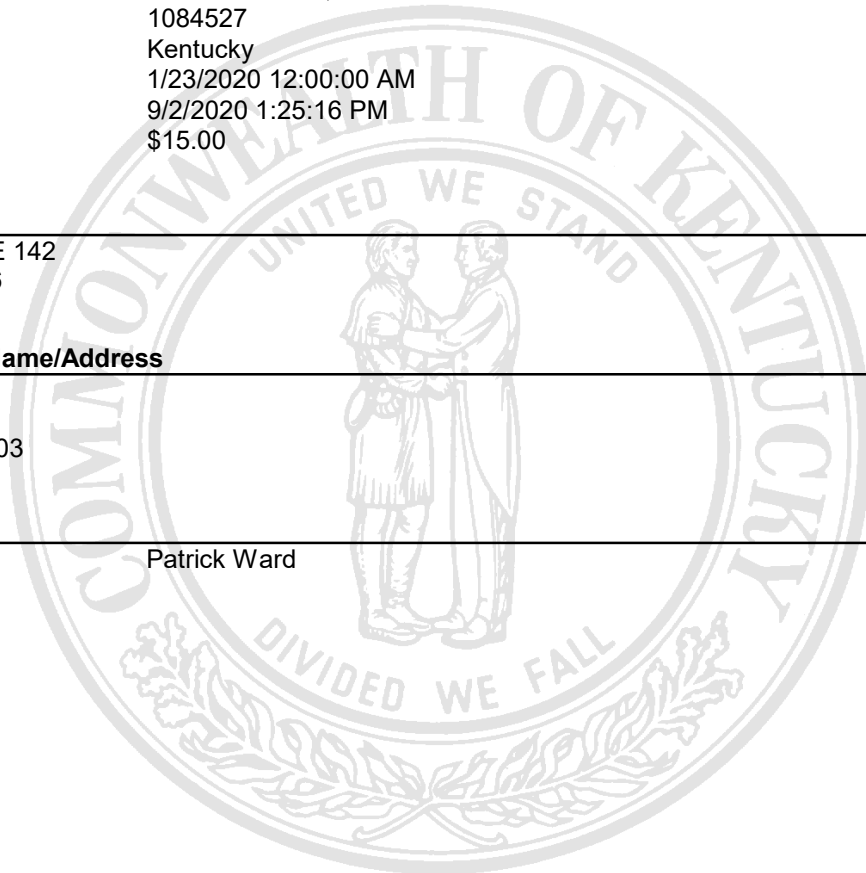 1084527
Kentucky
1/23/2020 12:00:00 AM
9/2/2020 1:25:16 PM
$15.00
COMMONWEALTH OF KENTUCKY
UNITED WE STAND
142
ame/Address
03
Patrick Ward
DIVIDED WE FALL